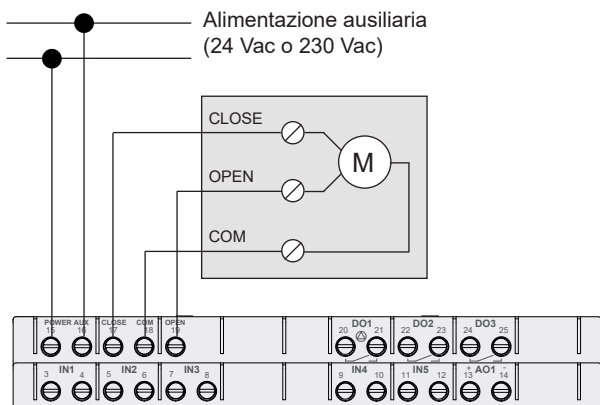 Alimentazione ausiliaria
(24 Vac o 230 Vac)
CLOSE
OPEN
COM
M
POWER AUX CLOSE COM OPEN DO1 DO2 DO3
15 16 17 18 19 20 21 22 23 24 25
IN1 IN2 IN3 IN4 IN5 + AO1 -
3 4 5 6 7 8 9 10 11 12 13 14